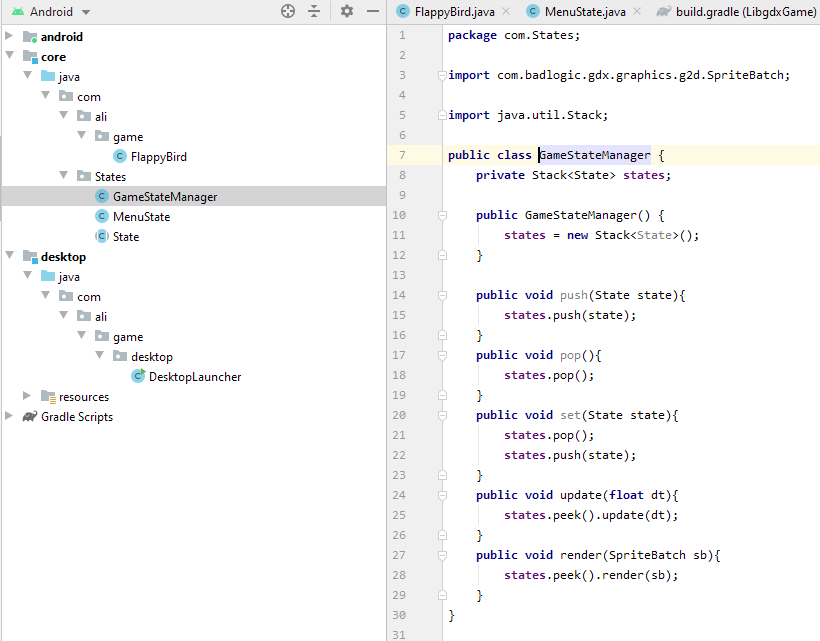 Android
android
core
java
com
ali
game
FlappyBird
States
GameStateManager
MenuState
State
desktop
java
com
ali
game
desktop
DesktopLauncher
resources
Gradle Scripts
FlappyBird.java × MenuState.java × build.gradle (LibgdxGame)
1 package com.States;
2
3 import com.badlogic.gdx.graphics.g2d.SpriteBatch;
4
5 import java.util.Stack;
6
7 public class GameStateManager {
8     private Stack<State> states;
9
10     public GameStateManager() {
11         states = new Stack<State>();
12     }
13
14     public void push(State state){
15         states.push(state);
16     }
17     public void pop(){
18         states.pop();
19     }
20     public void set(State state){
21         states.pop();
22         states.push(state);
23     }
24     public void update(float dt){
25         states.peek().update(dt);
26     }
27     public void render(SpriteBatch sb){
28         states.peek().render(sb);
29     }
30 }
31